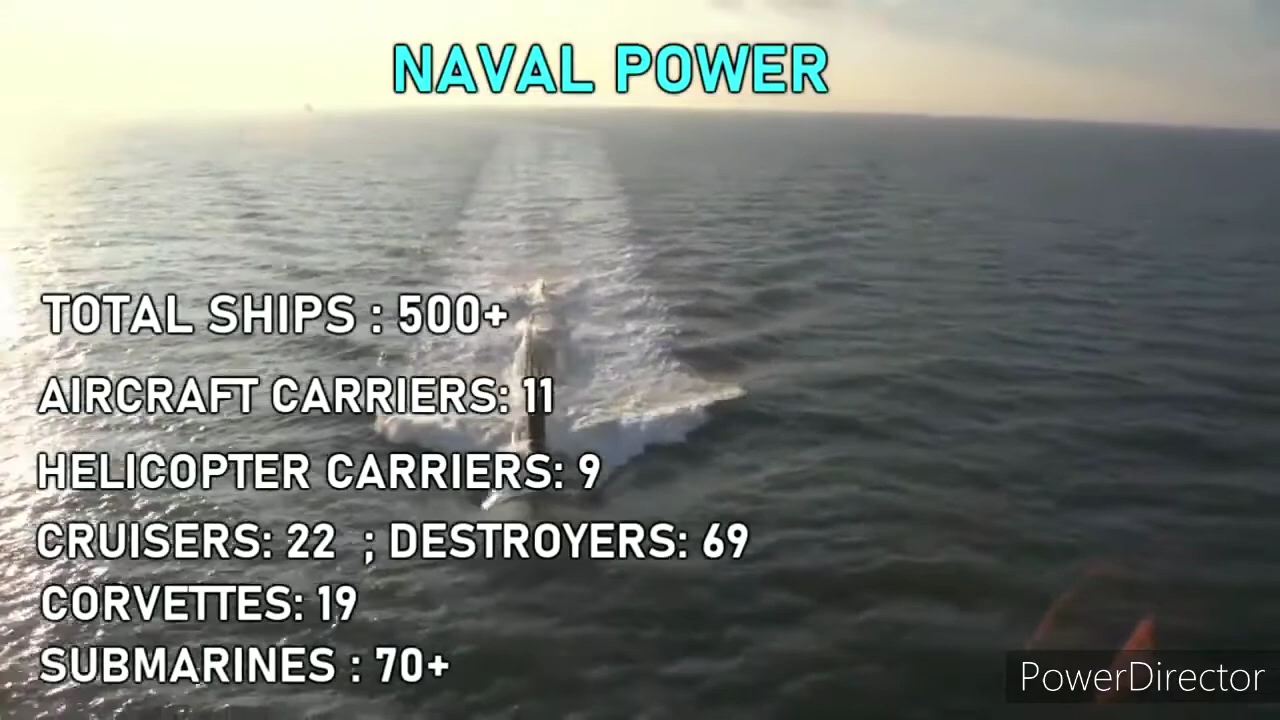 NAVAL POWER
TOTAL SHIPS : 500+
AIRCRAFT CARRIERS: 11
HELICOPTER CARRIERS: 9
CRUISERS: 22 ; DESTROYERS: 69
CORVETTES: 19
SUBMARINES : 70+
PowerDirector